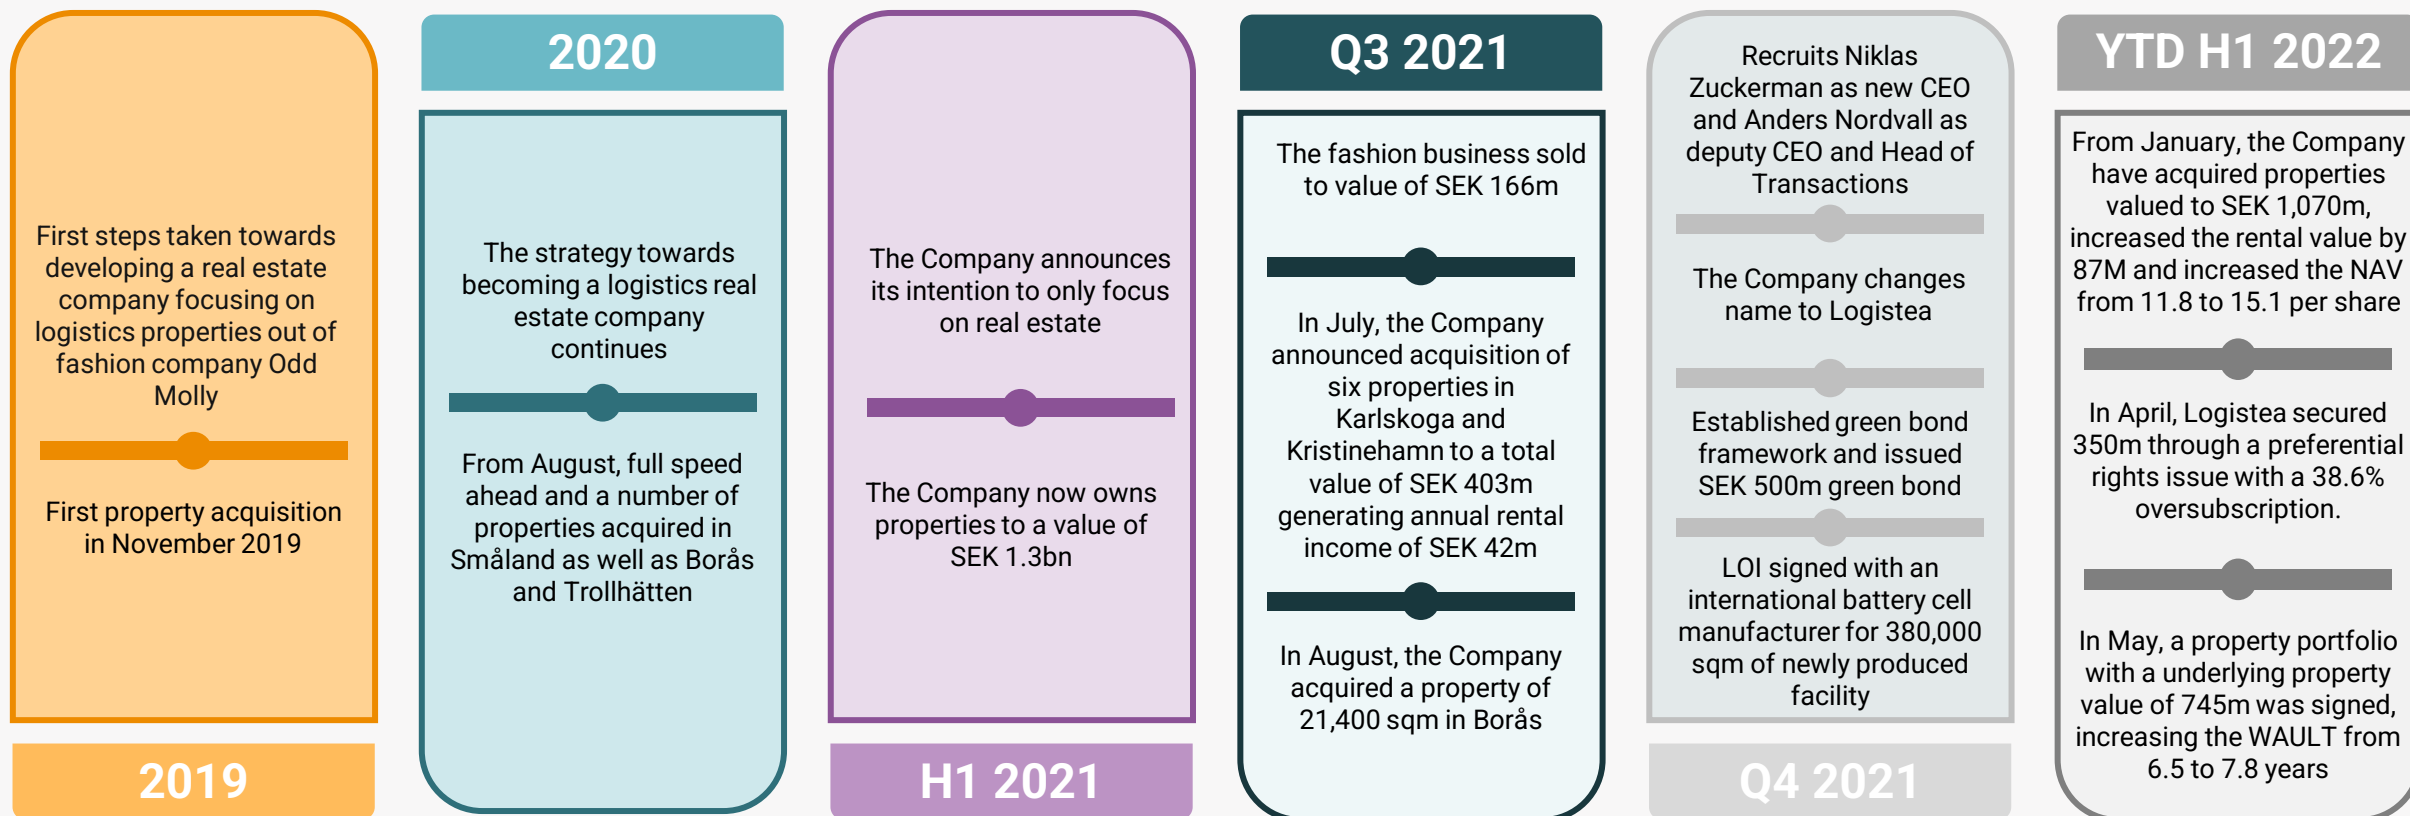 First steps taken towards
developing a real estate
company focusing on
logistics properties out of
fashion company Odd
Molly
First property acquisition
in November 2019
2019
2020
The strategy towards
becoming a logistics real
estate company
continues
From August, full speed
ahead and a number of
properties acquired in
Småland as well as Borås
and Trollhätten
The Company announces
its intention to only focus
on real estate
The Company now owns
properties to a value of
SEK 1.3bn
H1 2021
Q3 2021
The fashion business sold
to value of SEK 166m
In July, the Company
announced acquisition of
six properties in
Karlskoga and
Kristinehamn to a total
value of SEK 403m
generating annual rental
income of SEK 42m
In August, the Company
acquired a property of
21,400 sqm in Borås
Recruits Niklas
Zuckerman as new CEO
and Anders Nordvall as
deputy CEO and Head of
Transactions
The Company changes
name to Logistea
Established green bond
framework and issued
SEK 500m green bond
LOI signed with an
international battery cell
manufacturer for 380,000
sqm of newly produced
facility
Q4 2021
YTD H1 2022
From January, the Company
have acquired properties
valued to SEK 1,070m,
increased the rental value by
87M and increased the NAV
from 11.8 to 15.1 per share
In April, Logistea secured
350m through a preferential
rights issue with a 38.6%
oversubscription.
In May, a property portfolio
with a underlying property
value of 745m was signed,
increasing the WAULT from
6.5 to 7.8 years